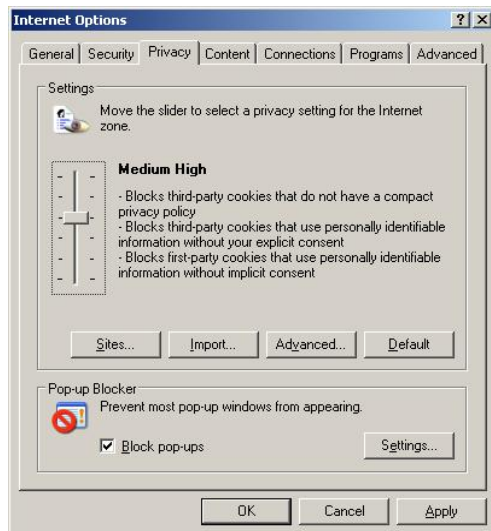 Internet Options
General Security Privacy Content Connections Programs Advanced
Settings
Move the slider to select a privacy setting for the Internet
zone.
Medium High
- Blocks third-party cookies that do not have a compact
privacy policy
- Blocks third-party cookies that use personally identifiable
information without your explicit consent
- Blocks first-party cookies that use personally identifiable
information without implicit consent
Sites... Import... Advanced... Default
Pop-up Blocker
Prevent most pop-up windows from appearing.
Block pop-ups Settings...
OK Cancel Apply